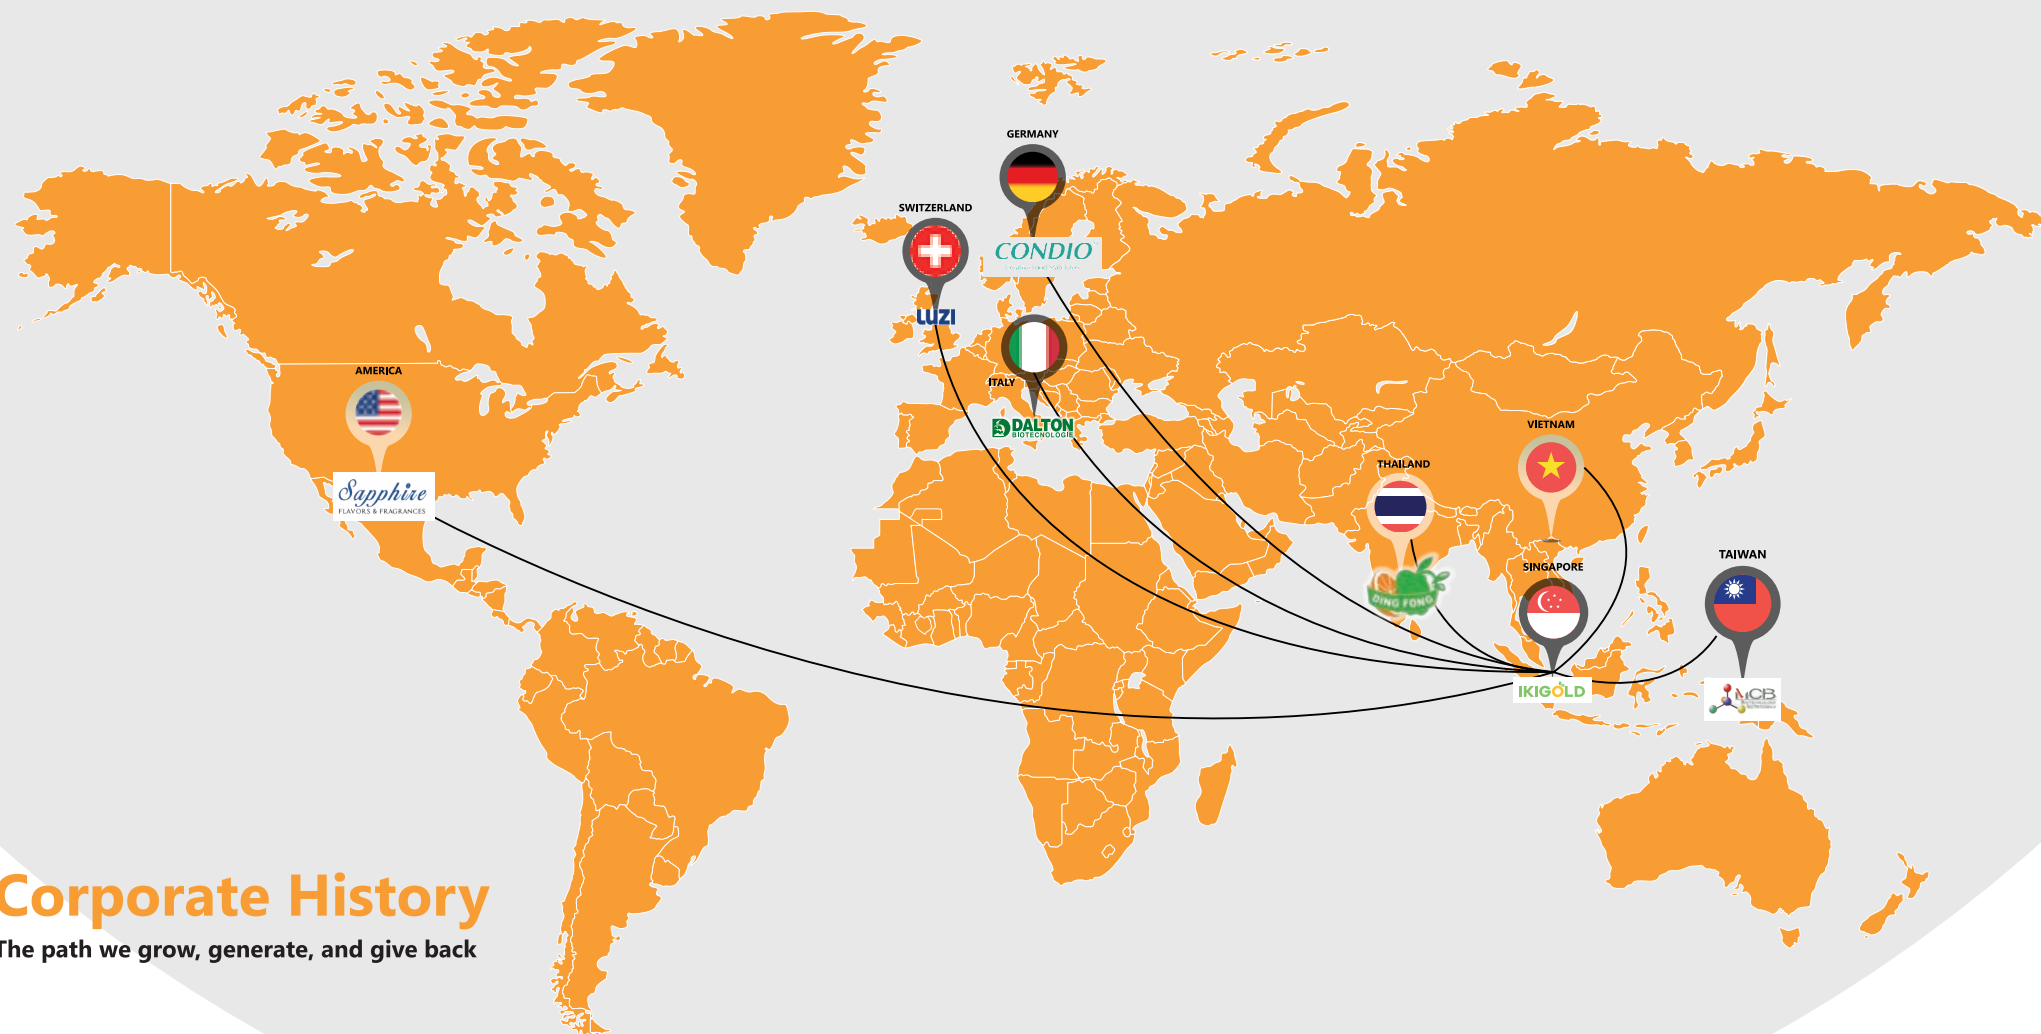 GERMANY
SWITZERLAND
CONDIO
LUZI
ITALY
DALTON
BIOTECNOLOGIE
AMERICA
Sapphire
FLAVORS & FRAGRANCES
VIETNAM
THAILAND
DING FONG
SINGAPORE
IKIGOLD
TAIWAN
MCB
Corporate History
The path we grow, generate, and give back